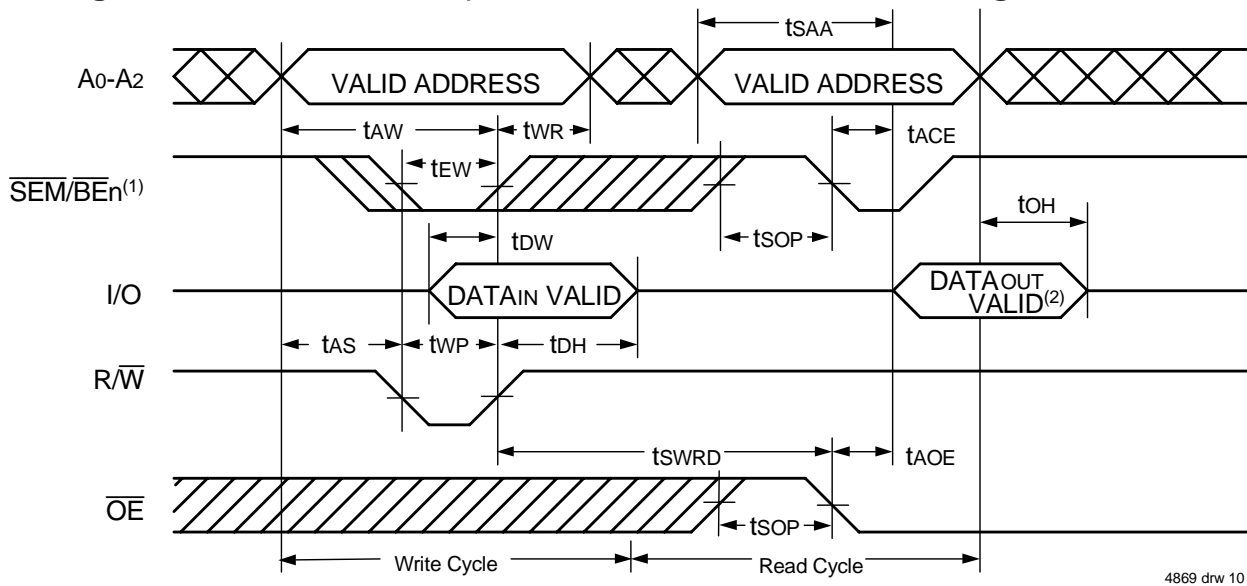 tSAA
A0-A2
VALID ADDRESS
VALID ADDRESS
tAW
tWR
tACE
tEW
SEM/BEn(1)
tOH
tDW
tSOP
I/O
DATAIN VALID
DATAOUT
VALID(2)
tAS
tWP
tDH
R/W
tSWRD
tAOE
OE
tSOP
Write Cycle
Read Cycle
4869 drw 10